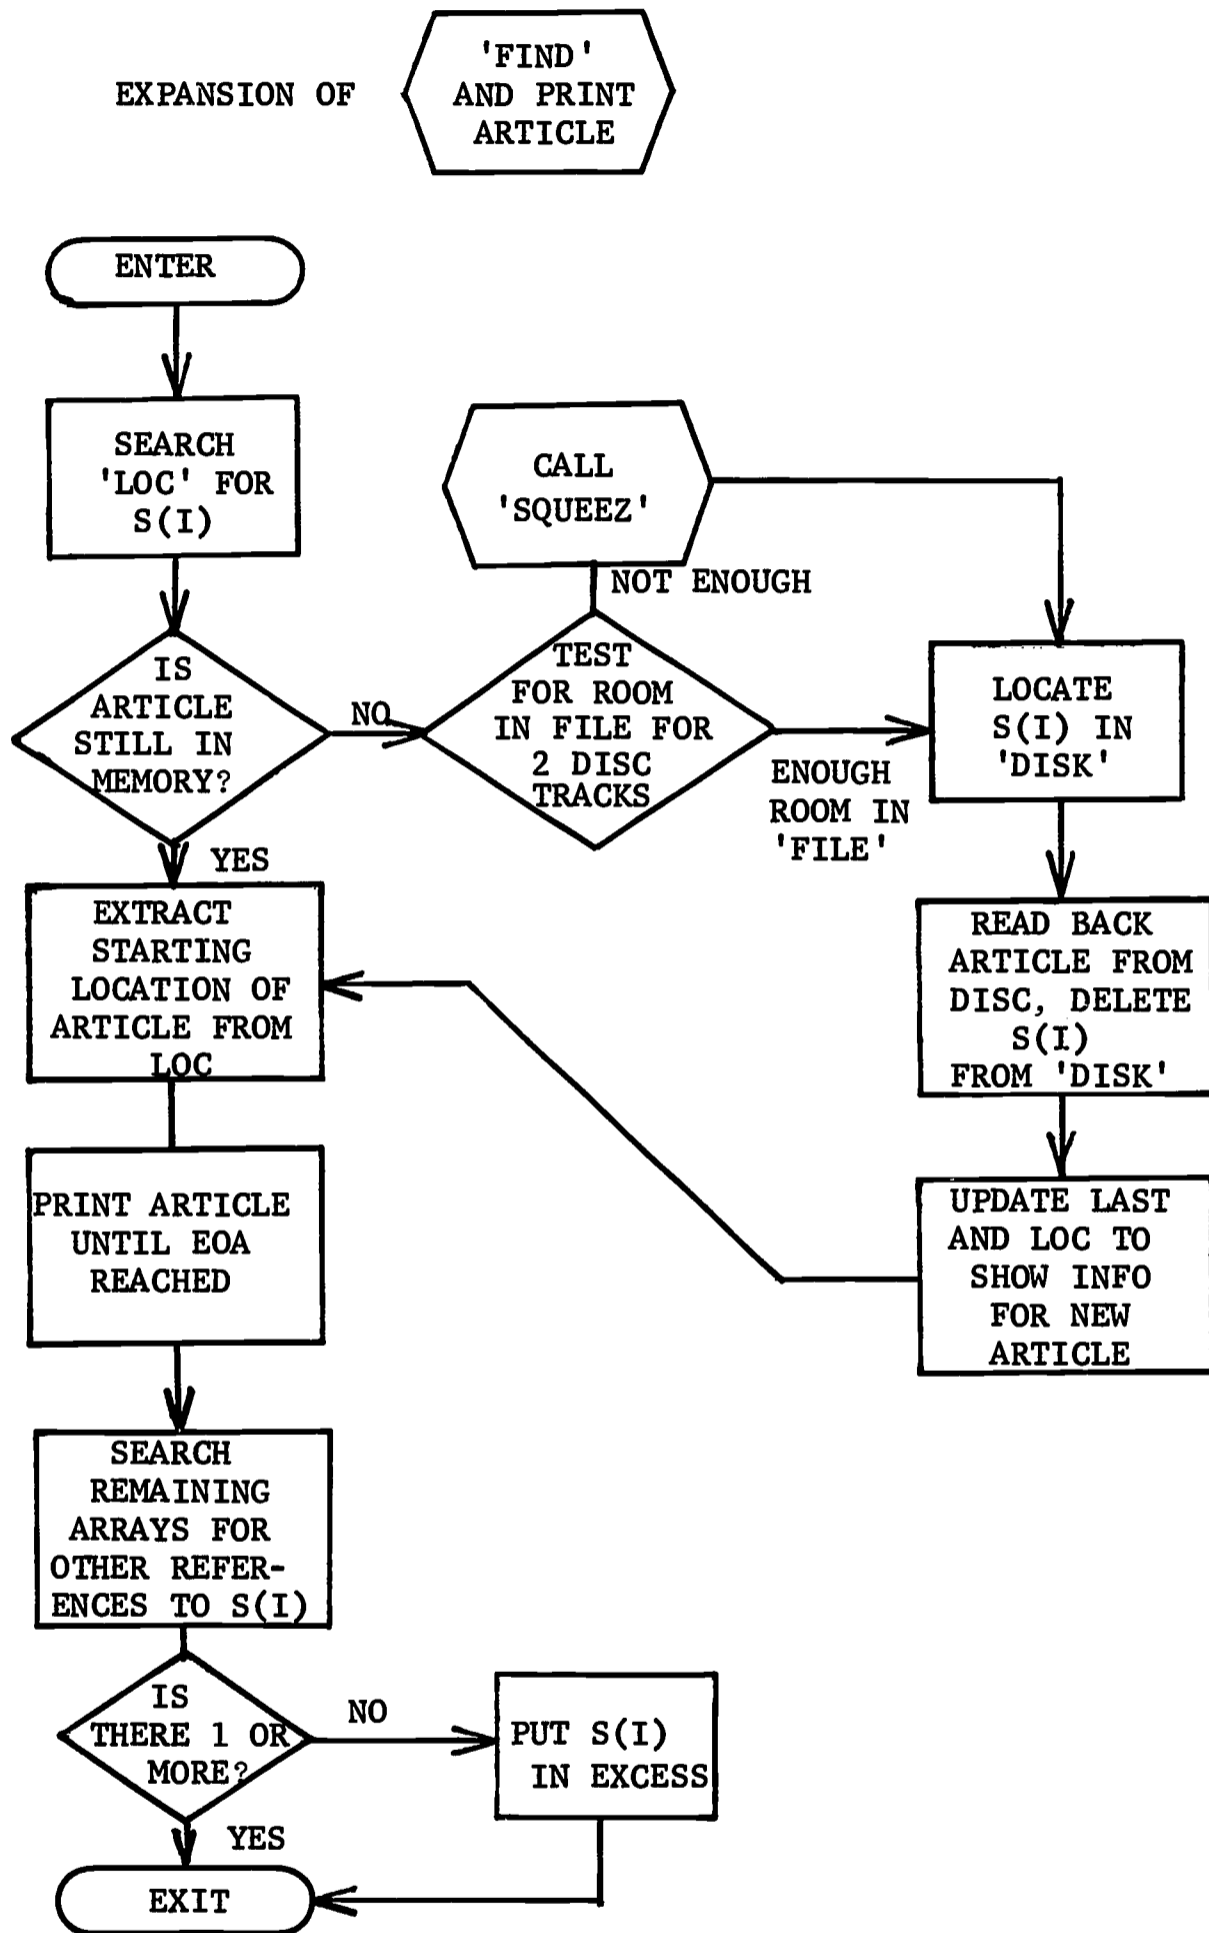 EXPANSION OF
'FIND'
AND PRINT
ARTICLE
ENTER
SEARCH
'LOC' FOR
S(I)
IS
ARTICLE
STILL IN
MEMORY?
NO
YES
TEST
FOR ROOM
IN FILE FOR
2 DISC
TRACKS
NOT ENOUGH
CALL
'SQUEEZ'
ENOUGH
ROOM IN
'FILE'
LOCATE
S(I) IN
'DISK'
READ BACK
ARTICLE FROM
DISC, DELETE
S(I)
FROM 'DISK'
UPDATE LAST
AND LOC TO
SHOW INFO
FOR NEW
ARTICLE
EXTRACT
STARTING
LOCATION OF
ARTICLE FROM
LOC
PRINT ARTICLE
UNTIL EOA
REACHED
SEARCH
REMAINING
ARRAYS FOR
OTHER REFER-
ENCES TO S(I)
IS
THERE 1 OR
MORE?
NO
PUT S(I)
IN EXCESS
YES
EXIT